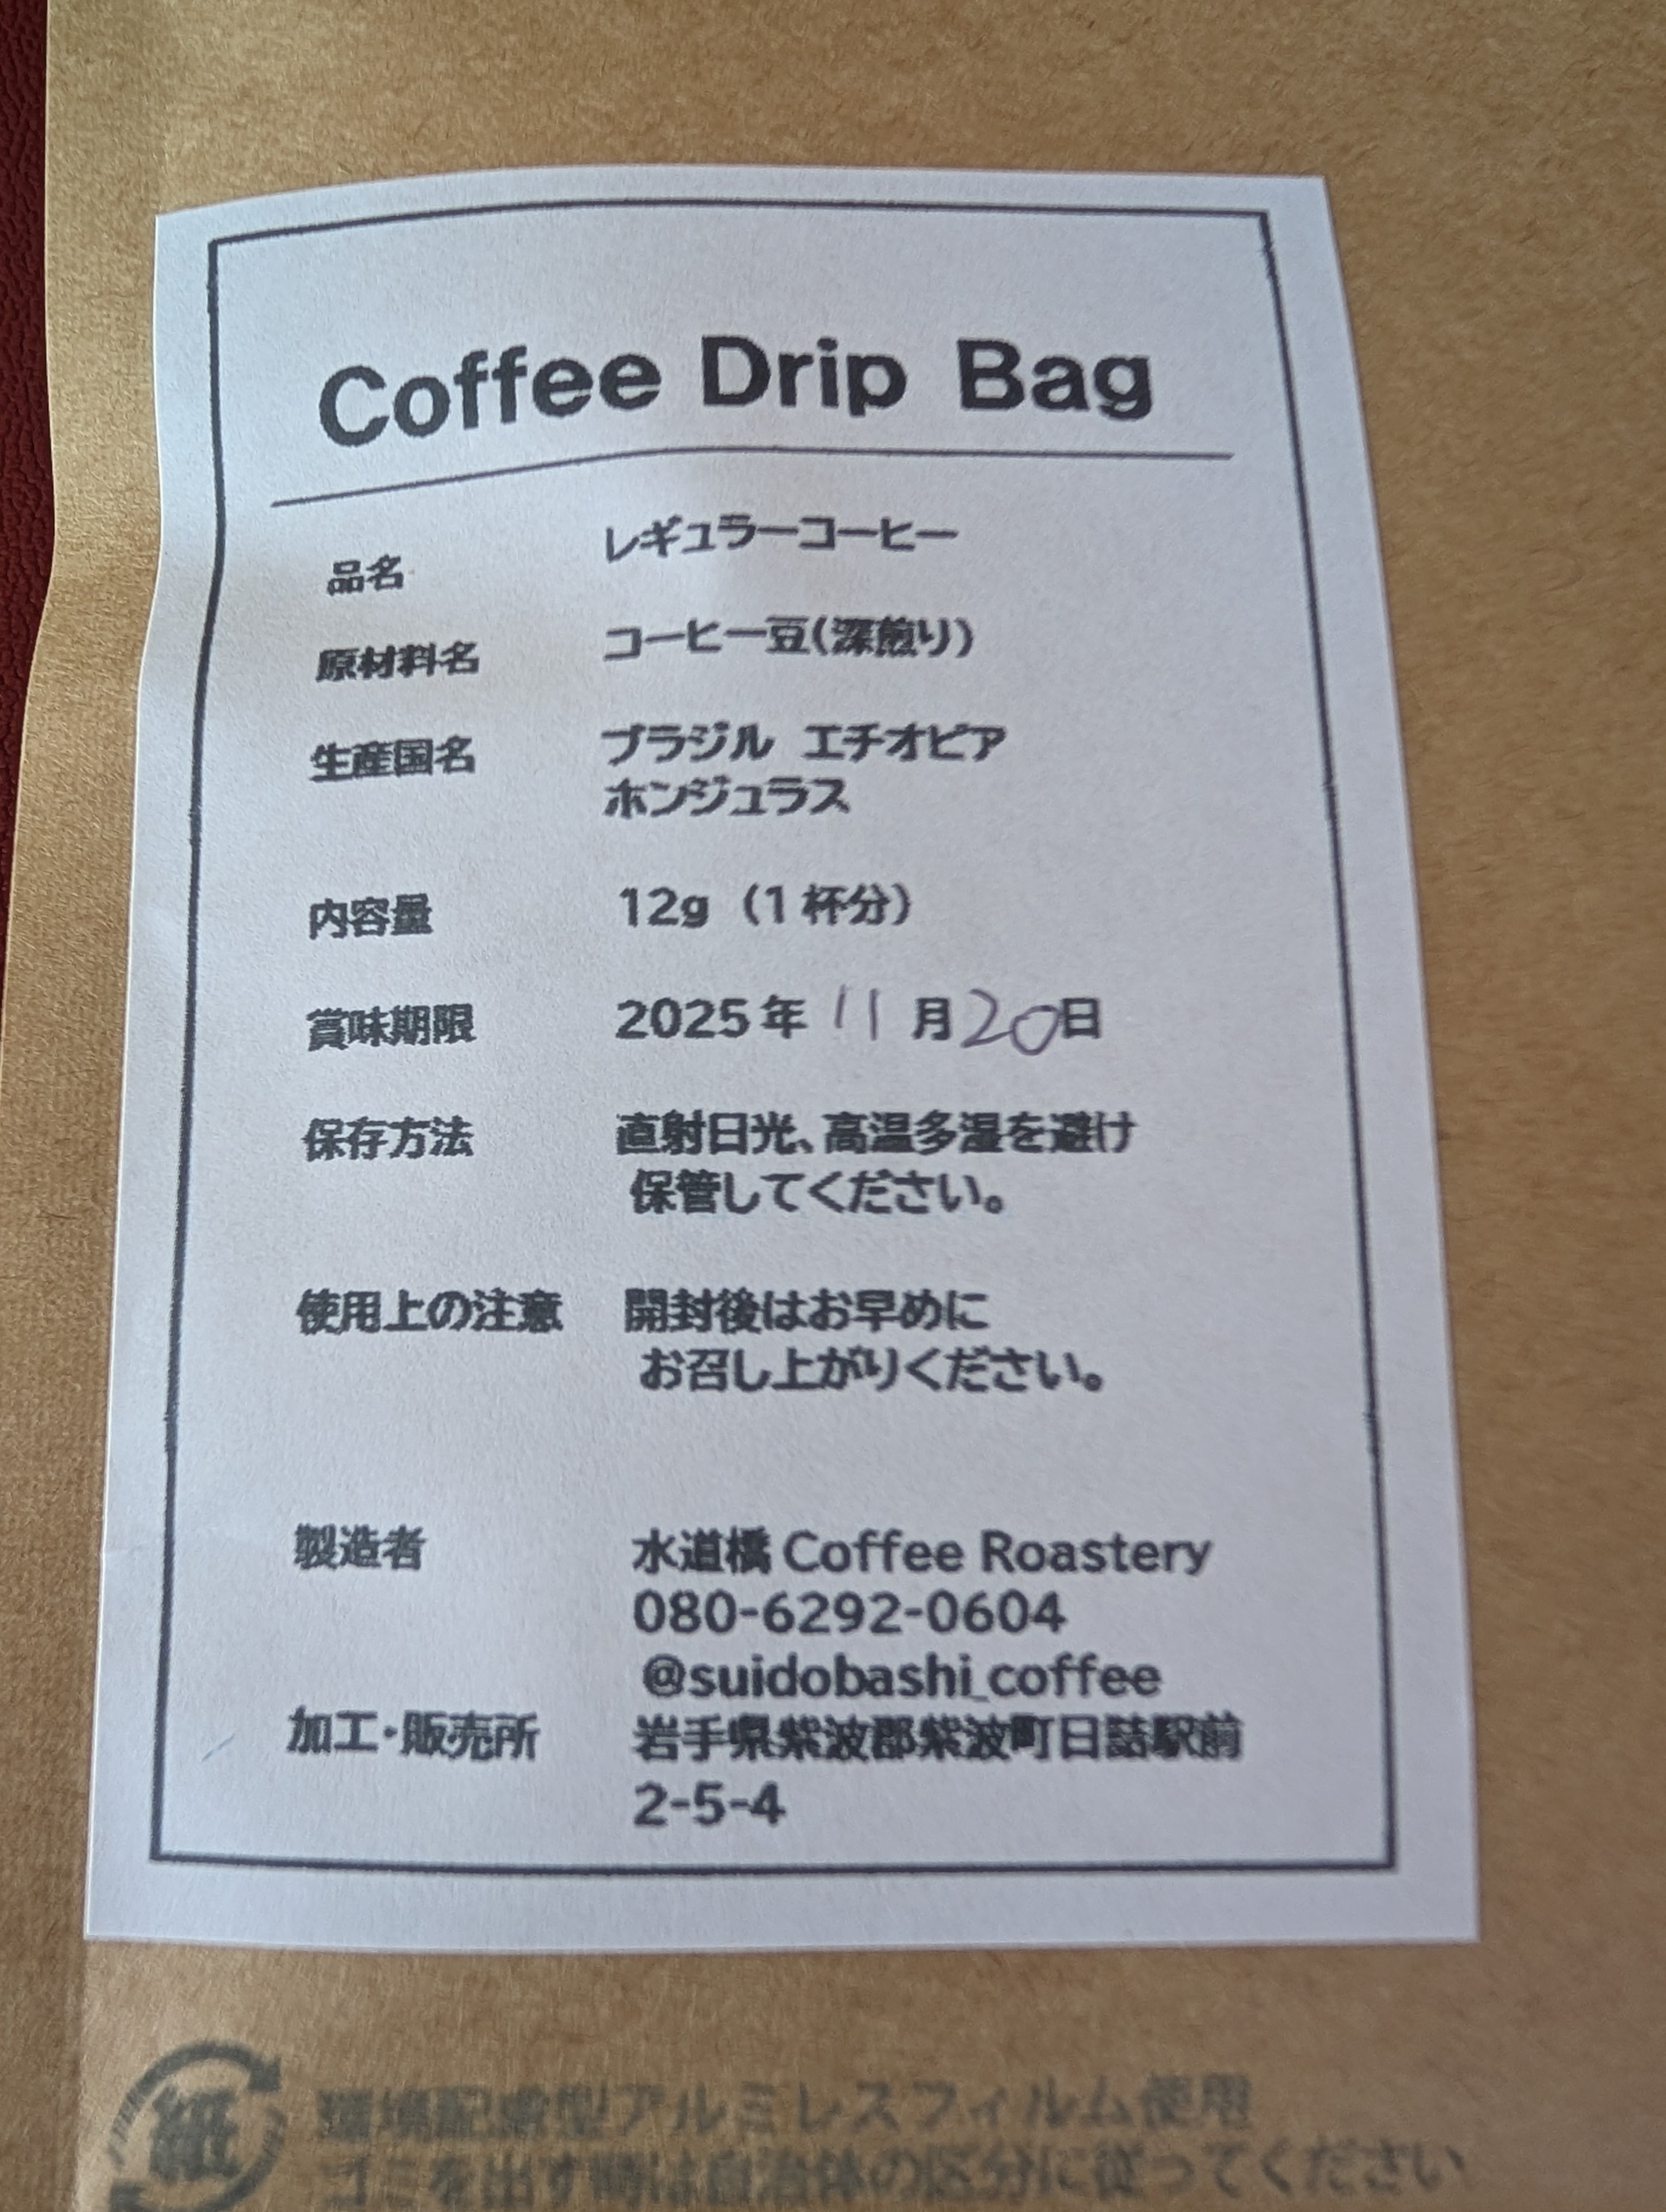 Coffee Drip Bag
品名 レギュラーコーヒー
原材料名 コーヒー豆(深煎り)
生産国名 ブラジル エチオピア
ホンジュラス
内容量 12g (1杯分)
賞味期限 2025年 11月20日
保存方法 直射日光、高温多湿を避け
保管してください。
使用上の注意 開封後はお早めに
お召し上がりください。
製造者 水道橋 Coffee Roastery
080-6292-0604
@suidobashi_coffee
加工・販売所 岩手県紫波郡紫波町日詰駅前
2-5-4
紙
環境配慮型アルミレスフィルム使用
ゴミを出す時は自治体の区分に従ってください